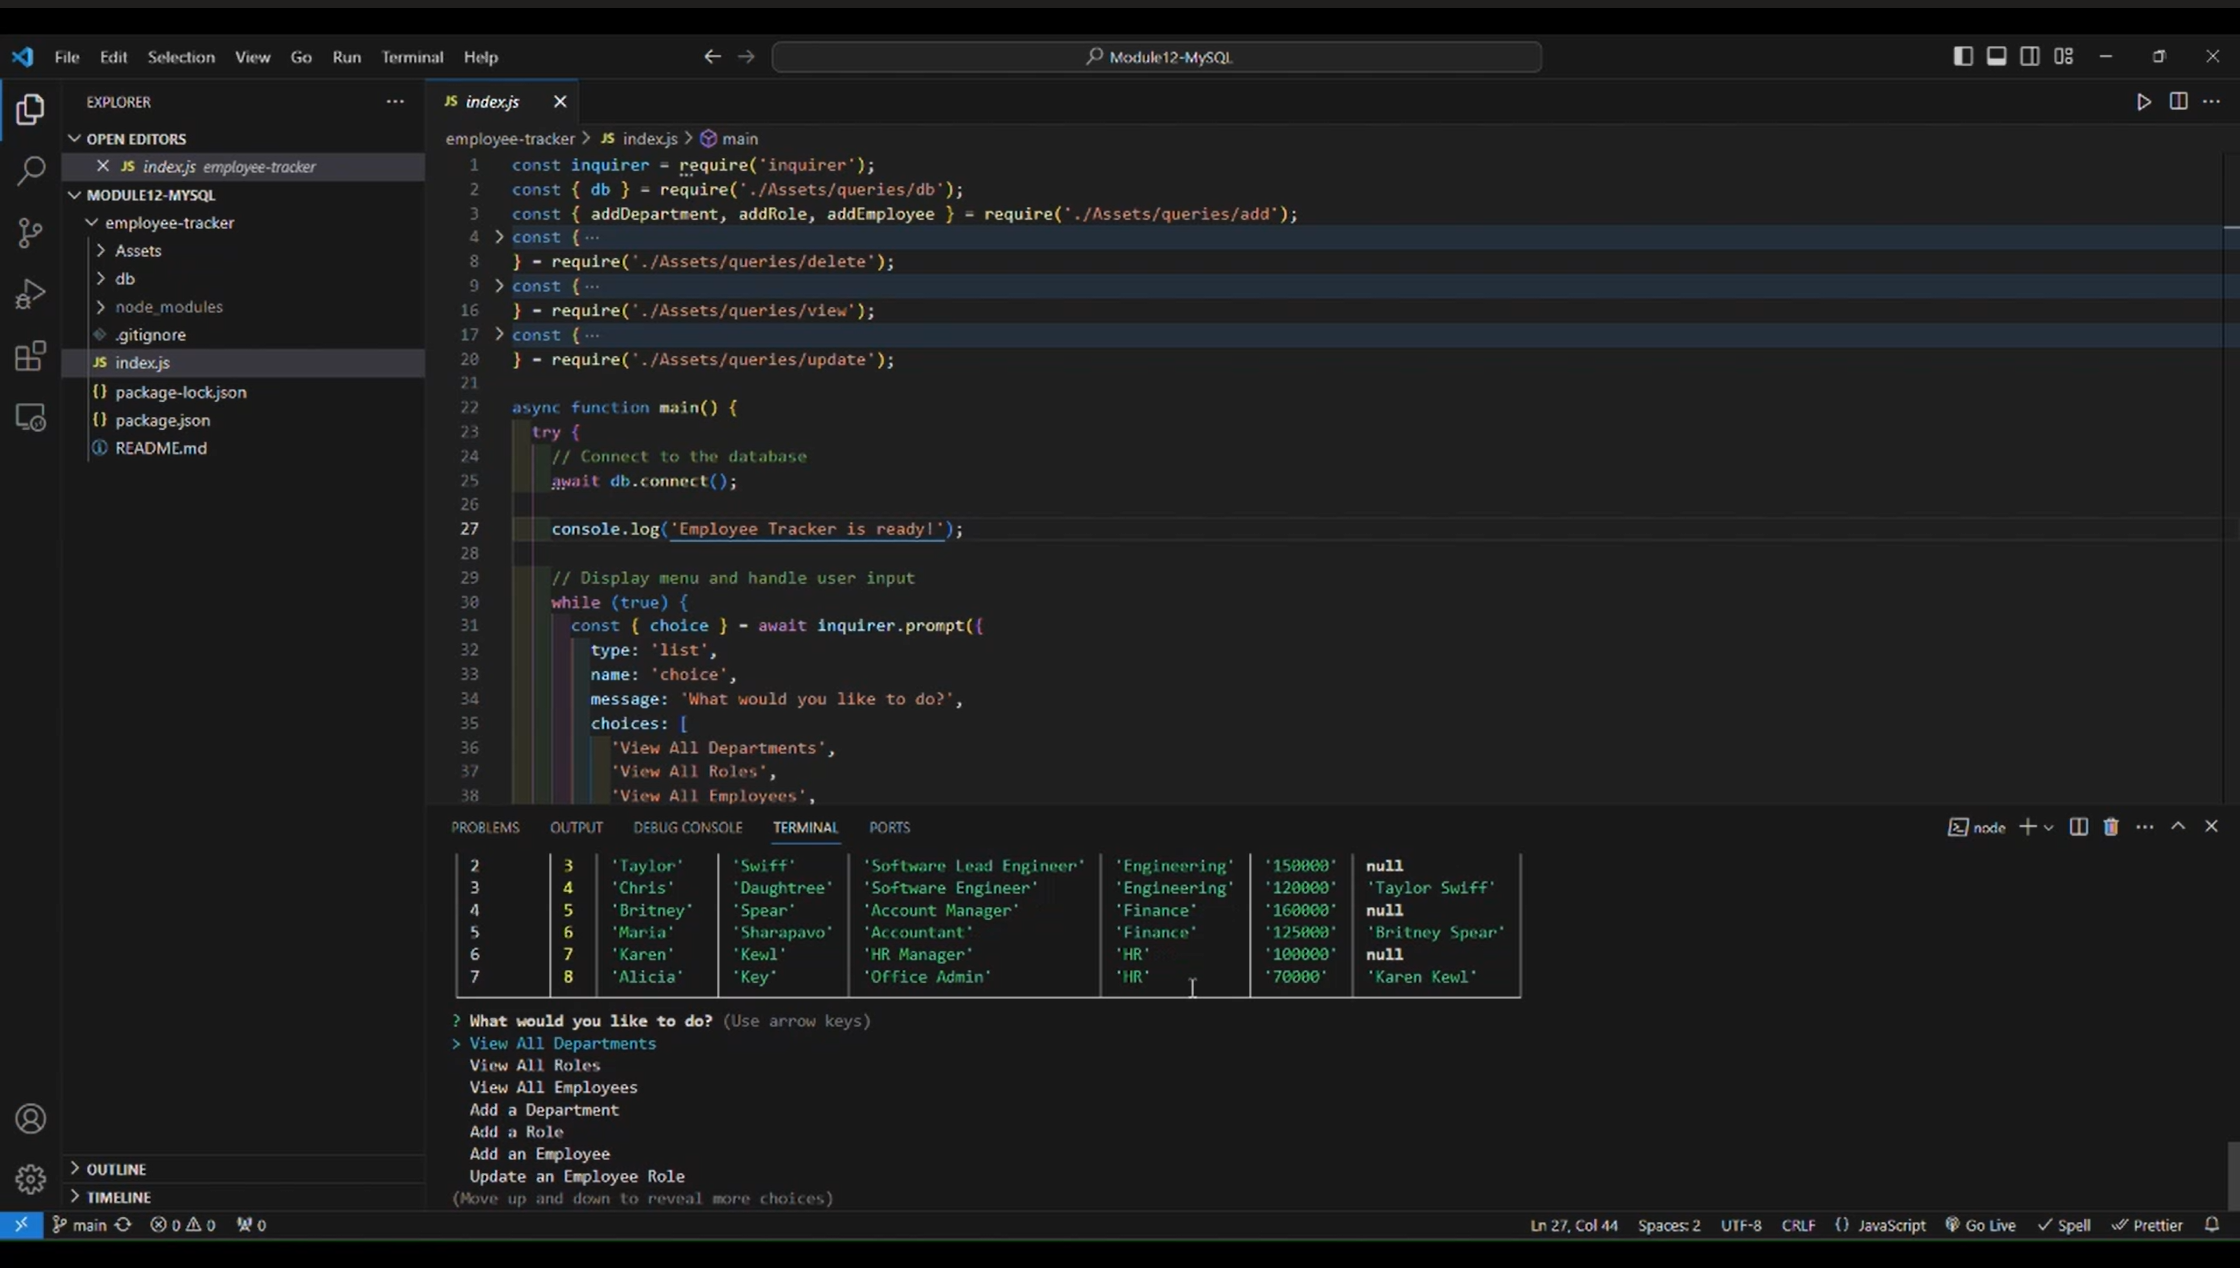 File Edit Selection View Go Run Terminal Help
Module12-MySQL
EXPLORER
OPEN EDITORS
JS index.js employee-tracker
MODULE12-MYSQL
employee-tracker
Assets
db
node_modules
.gitignore
JS index.js
{} package-lock.json
{} package.json
README.md
OUTLINE
TIMELINE
JS index.js
employee-tracker > JS index.js > main
1 const inquirer = require('inquirer');
2 const { db } = require('./Assets/queries/db');
3 const { addDepartment, addRole, addEmployee } = require('./Assets/queries/add');
4 > const { ...
8 } = require('./Assets/queries/delete');
9 > const { ...
16 } = require('./Assets/queries/view');
17 > const { ...
20 } = require('./Assets/queries/update');
21
22 async function main() {
23 try {
24 // Connect to the database
25 await db.connect();
26
27 console.log('Employee Tracker is ready!');
28
29 // Display menu and handle user input
30 while (true) {
31 const { choice } = await inquirer.prompt({
32 type: 'list',
33 name: 'choice',
34 message: 'What would you like to do?',
35 choices: [
36 'View All Departments',
37 'View All Roles',
38 'View All Employees',
PROBLEMS OUTPUT DEBUG CONSOLE TERMINAL PORTS
node
2 3 'Taylor' 'Swiff' 'Software Lead Engineer' 'Engineering' '150000' null
3 4 'Chris' 'Daughtree' 'Software Engineer' 'Engineering' '120000' 'Taylor Swiff'
4 5 'Britney' 'Spear' 'Account Manager' 'Finance' '160000' null
5 6 'Maria' 'Sharapavo' 'Accountant' 'Finance' '125000' 'Britney Spear'
6 7 'Karen' 'Kewl' 'HR Manager' 'HR' '100000' null
7 8 'Alicia' 'Key' 'Office Admin' 'HR' '70000' 'Karen Kewl'
? What would you like to do? (Use arrow keys)
> View All Departments
View All Roles
View All Employees
Add a Department
Add a Role
Add an Employee
Update an Employee Role
(Move up and down to reveal more choices)
main 0 0 0 Ln 27, Col 44 Spaces: 2 UTF-8 CRLF {} JavaScript Go Live Spell Prettier